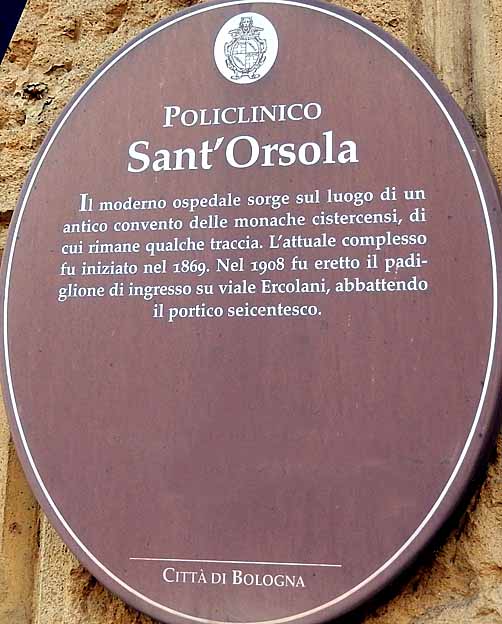 POLICLINICO
Sant'Orsola
Il moderno ospedale sorge sul luogo di un
antico convento delle monache cistercensi, di
cui rimane qualche traccia. L'attuale complesso
fu iniziato nel 1869. Nel 1908 fu eretto il padi-
glione di ingresso su viale Ercolani, abbattendo
il portico seicentesco.
CITTÀ DI BOLOGNA